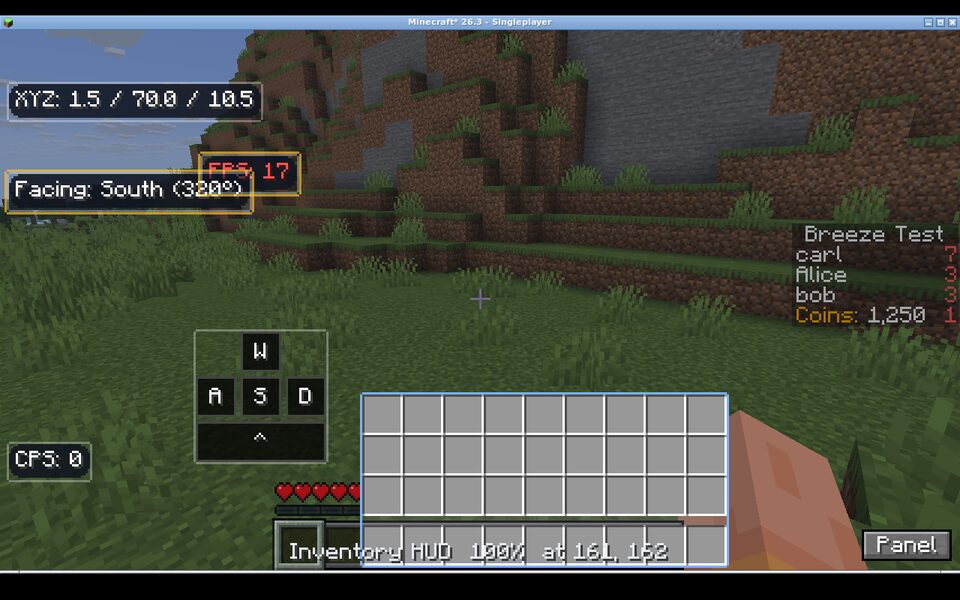 Minecraft* 26.3 - Singleplayer
XYZ: 1.5 / 70.0 / 10.5
FPS: 17
Facing: South (320°)
Breeze Test
carl 7
Alice 3
bob 3
Coins: 1,250 1
W
A S D
^
CPS: 0
Inventory HUD 100% at 161, 162
Panel